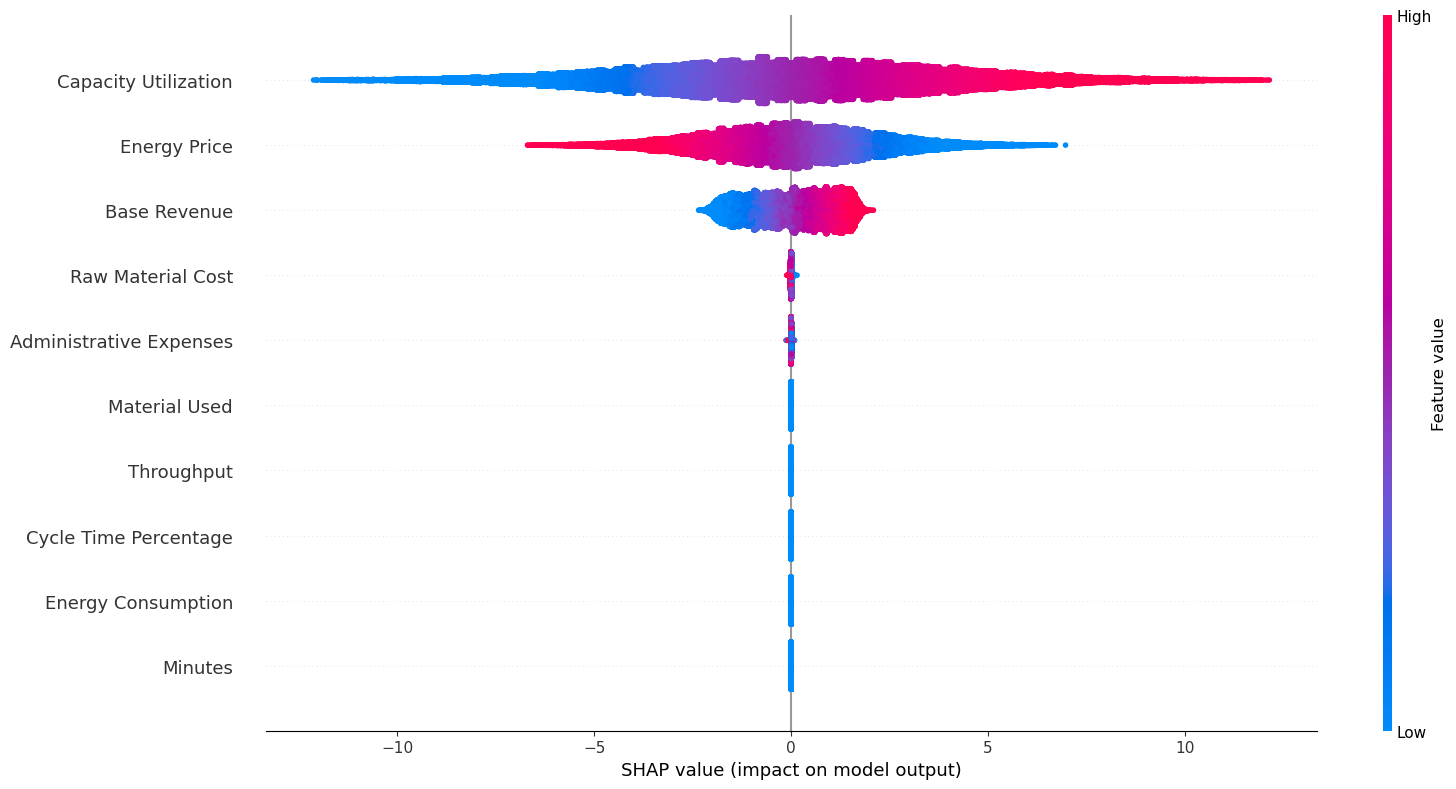 High
Capacity Utilization
Energy Price
Base Revenue
Raw Material Cost
Administrative Expenses
Material Used
Throughput
Cycle Time Percentage
Energy Consumption
Minutes
Feature value
Low
−10
−5
0
5
10
SHAP value (impact on model output)